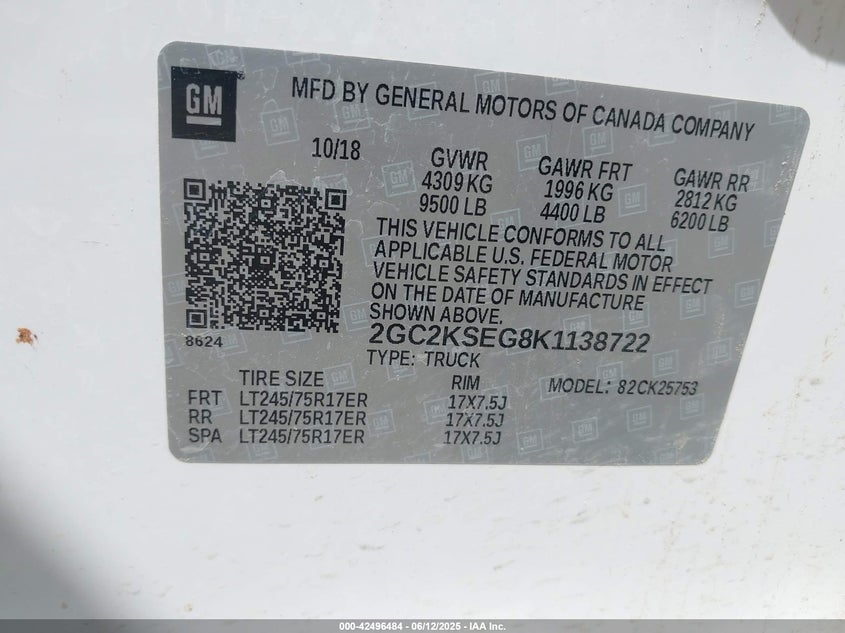 GM
MFD BY GENERAL MOTORS OF CANADA COMPANY
10/18 GVWR GAWR FRT GAWR RR
4309 KG 1996 KG 2812 KG
9500 LB 4400 LB 6200 LB
THIS VEHICLE CONFORMS TO ALL
APPLICABLE U.S. FEDERAL MOTOR
VEHICLE SAFETY STANDARDS IN EFFECT
ON THE DATE OF MANUFACTURE
SHOWN ABOVE.
8624 2GC2KSEG8K1138722
TYPE: TRUCK
TIRE SIZE RIM MODEL: 82CK25753
FRT LT245/75R17ER 17X7.5J
RR LT245/75R17ER 17X7.5J
SPA LT245/75R17ER 17X7.5J
000-42496484 - 06/12/2025 - IAA Inc.